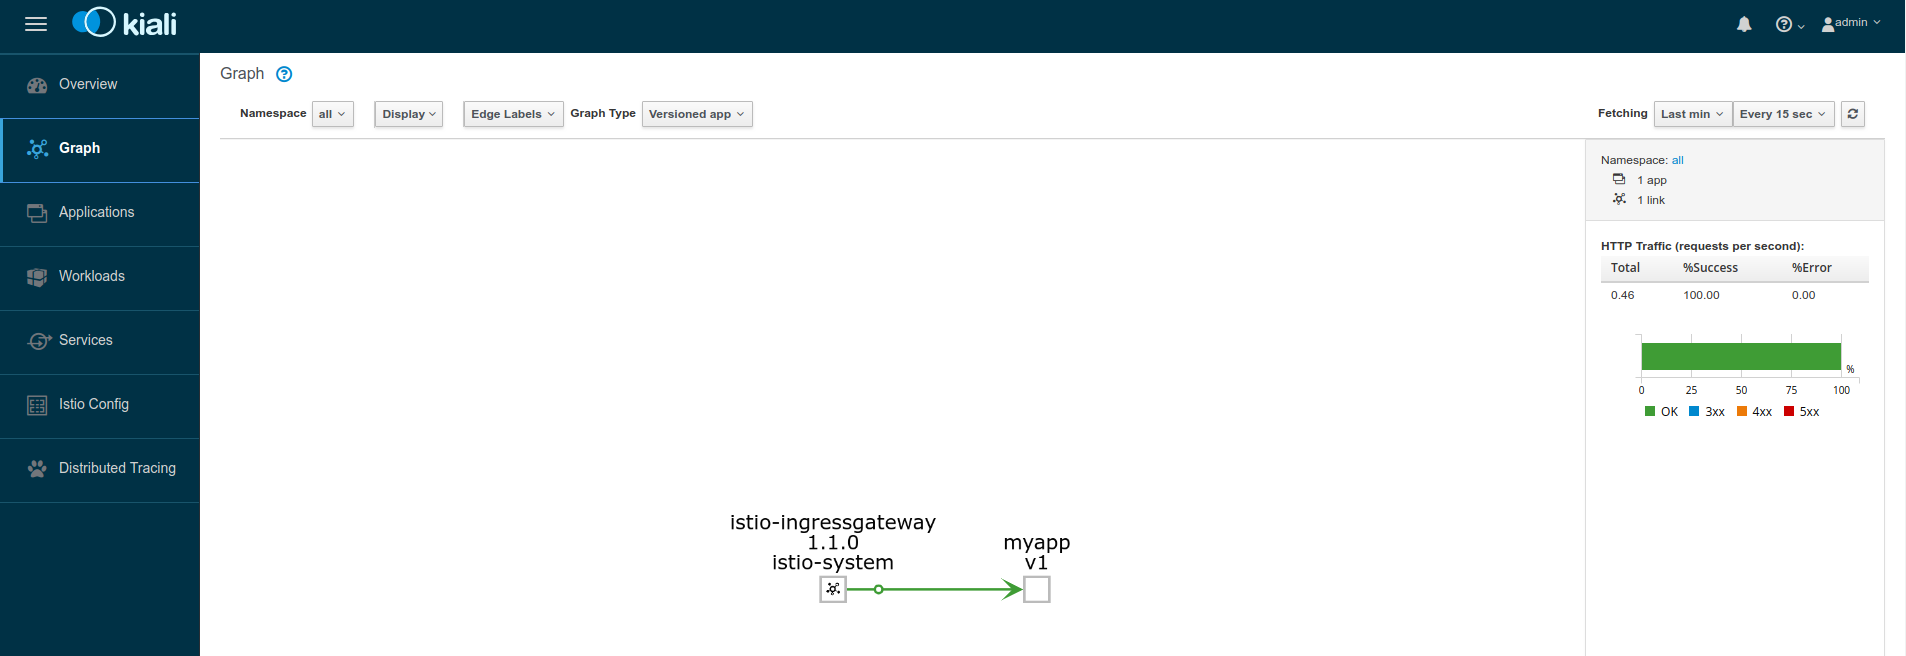 kiali
admin
Overview
Graph
Applications
Workloads
Services
Istio Config
Distributed Tracing
Graph
Namespace all Display Edge Labels Graph Type Versioned app
Fetching Last min Every 15 sec
Namespace: all
1 app
1 link
HTTP Traffic (requests per second):
Total %Success %Error
0.46 100.00 0.00
%
0 25 50 75 100
OK 3xx 4xx 5xx
istio-ingressgateway
1.1.0
istio-system
myapp
v1